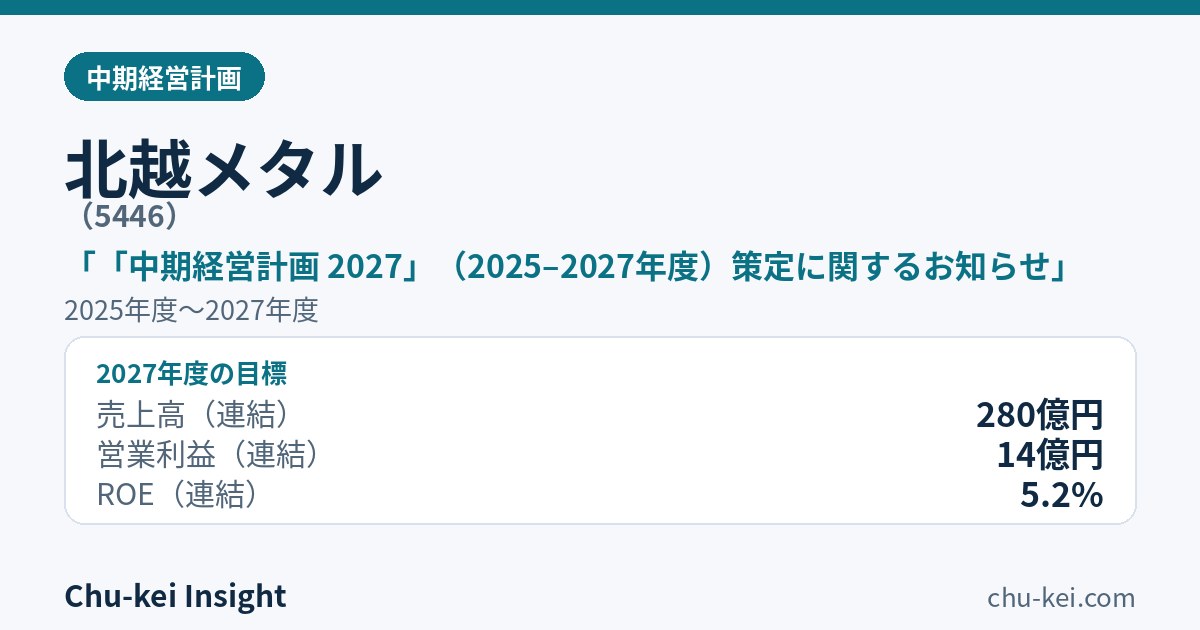 中期経営計画
北越メタル
（5446）
「「中期経営計画 2027」（2025–2027年度）策定に関するお知らせ」
2025年度〜2027年度
2027年度の目標
売上高（連結） 280億円
営業利益（連結） 14億円
ROE（連結） 5.2%
Chu-kei Insight chu-kei.com